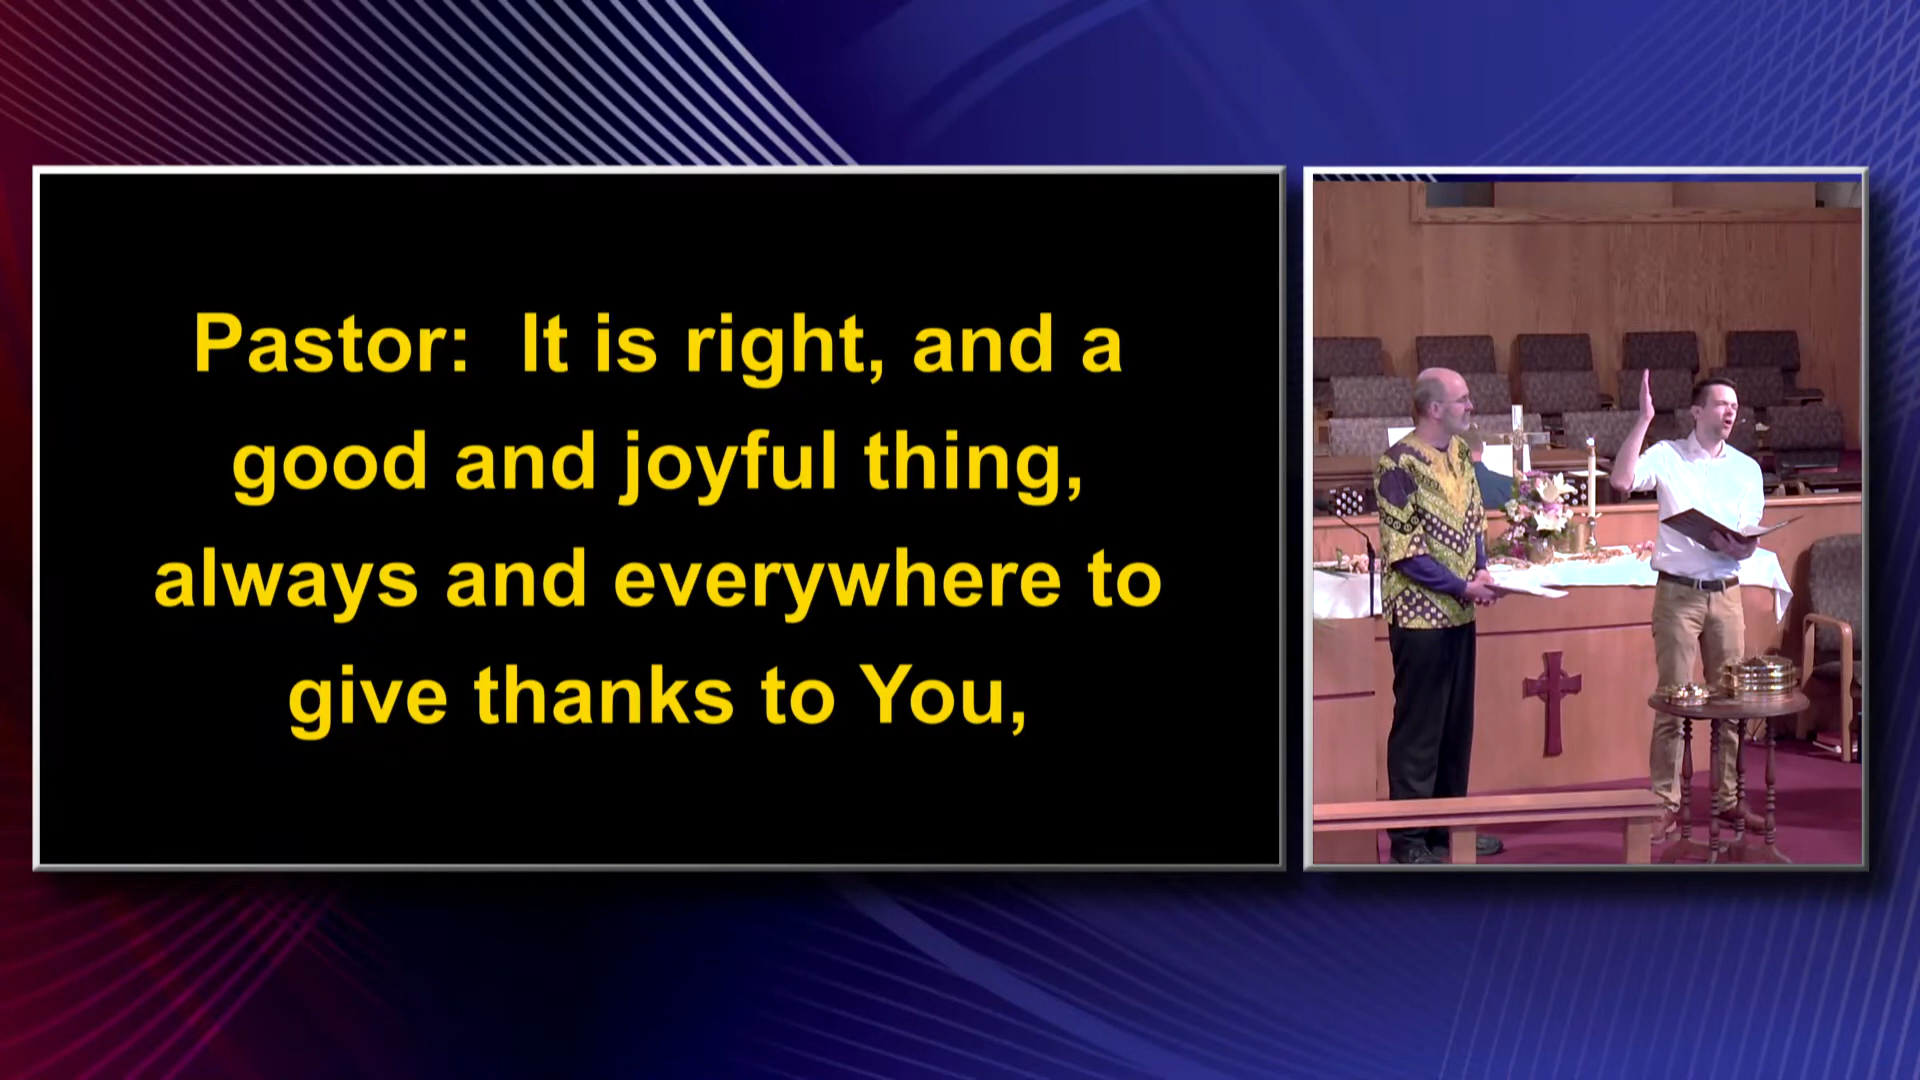 Pastor:  It is right, and a
good and joyful thing,
always and everywhere to
give thanks to You,